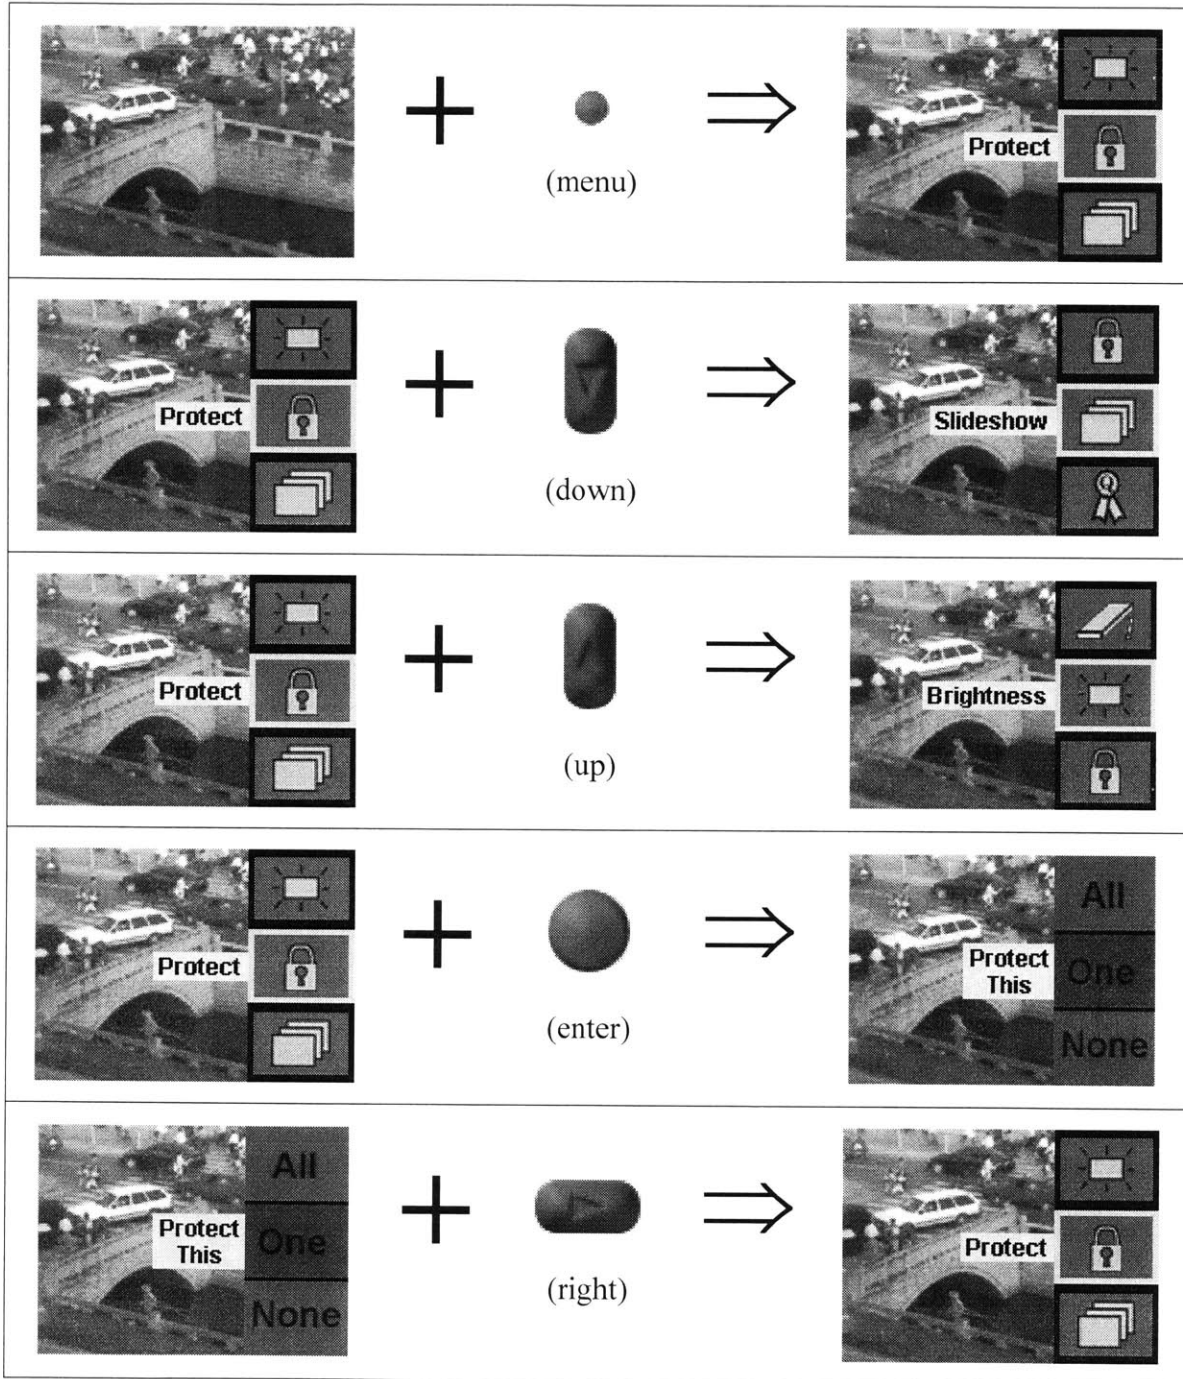 Protect
(menu)
Protect
Slideshow
(down)
Protect
Brightness
(up)
Protect
All
Protect
This
One
None
(enter)
All
Protect
This
One
None
Protect
(right)